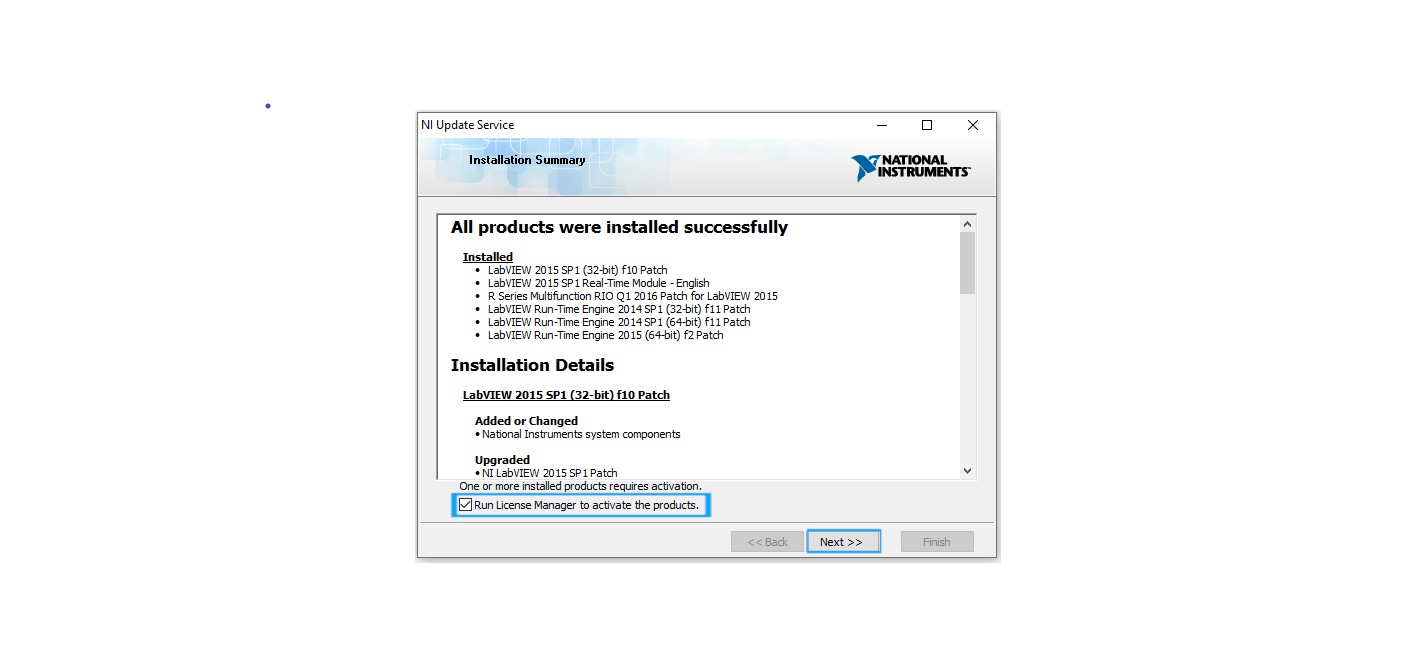 NI Update Service
Installation Summary
NATIONAL
INSTRUMENTS™
All products were installed successfully
Installed
• LabVIEW 2015 SP1 (32-bit) f10 Patch
• LabVIEW 2015 SP1 Real-Time Module - English
• R Series Multifunction RIO Q1 2016 Patch for LabVIEW 2015
• LabVIEW Run-Time Engine 2014 SP1 (32-bit) f11 Patch
• LabVIEW Run-Time Engine 2014 SP1 (64-bit) f11 Patch
• LabVIEW Run-Time Engine 2015 (64-bit) f2 Patch
Installation Details
LabVIEW 2015 SP1 (32-bit) f10 Patch
Added or Changed
• National Instruments system components
Upgraded
• NI LabVIEW 2015 SP1 Patch
One or more installed products requires activation.
Run License Manager to activate the products.
<< Back Next >> Finish